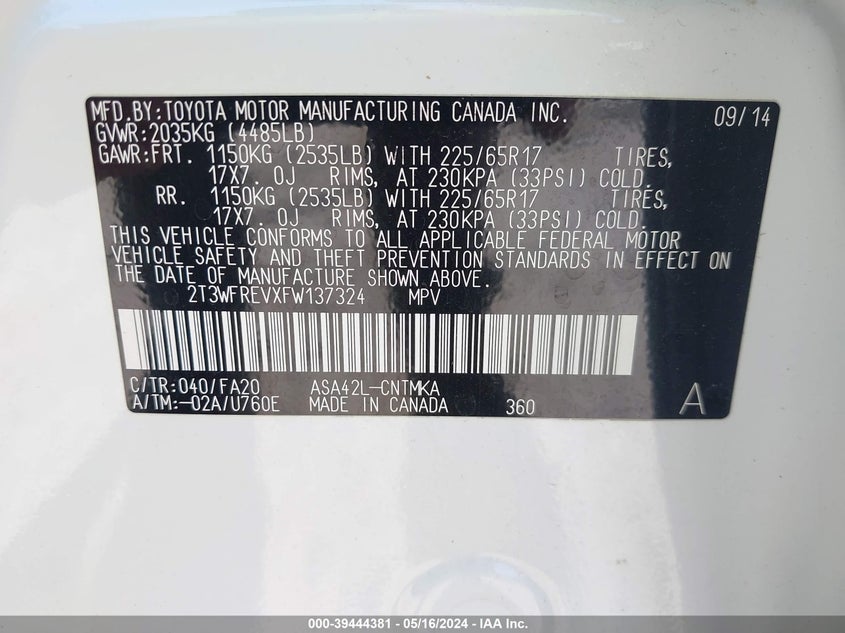 MFD.BY:TOYOTA MOTOR MANUFACTURING CANADA INC. 09/14
GVWR:2035KG (4485LB)
GAWR:FRT. 1150KG (2535LB) WITH 225/65R17 TIRES,
17X7. 0J RIMS, AT 230KPA (33PSI) COLD.
RR. 1150KG (2535LB) WITH 225/65R17 TIRES,
17X7. 0J RIMS, AT 230KPA (33PSI) COLD.
THIS VEHICLE CONFORMS TO ALL APPLICABLE FEDERAL MOTOR
VEHICLE SAFETY AND THEFT PREVENTION STANDARDS IN EFFECT ON
THE DATE OF MANUFACTURE SHOWN ABOVE.
2T3WFREVXFW137324 MPV
C/TR:040/FA20 ASA42L-CNTMKA
A/TM:-02A/U760E MADE IN CANADA 360 A
000-39444381 - 05/16/2024 - IAA Inc.